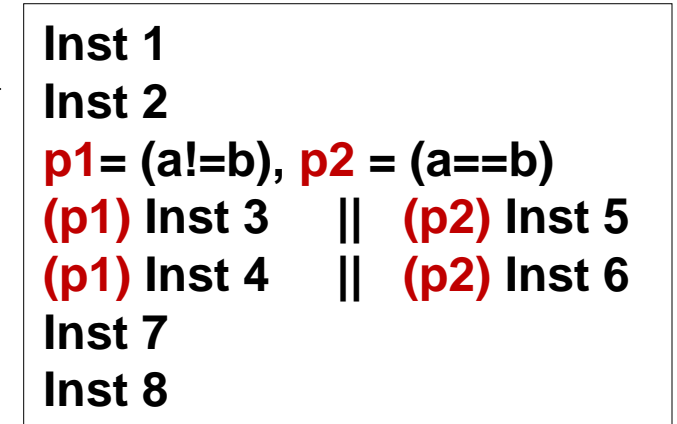 Inst 1
Inst 2
p1= (a!=b), p2 = (a==b)
(p1) Inst 3 || (p2) Inst 5
(p1) Inst 4 || (p2) Inst 6
Inst 7
Inst 8